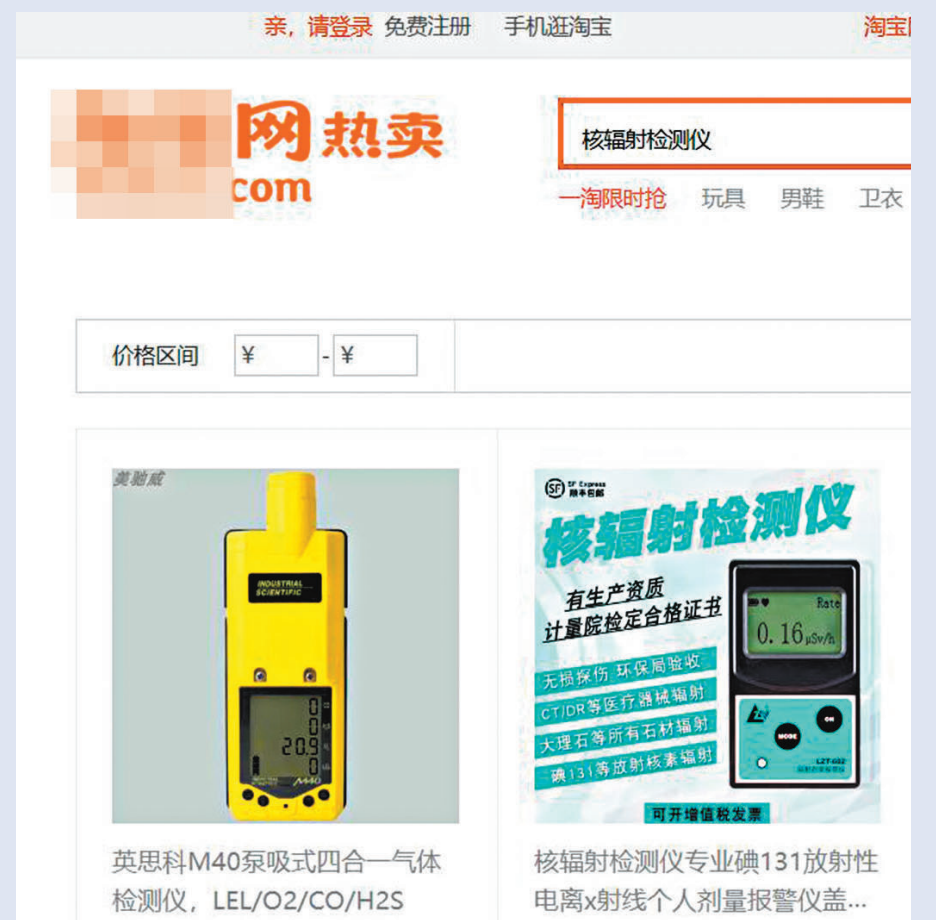 亲，请登录 免费注册 手机逛淘宝 淘宝
网热卖
.com
核辐射检测仪
一淘限时抢 玩具 男鞋 卫衣
价格区间 ¥ - ¥
美驰威
INDUSTRIAL
SCIENTIFIC
0
0
20.9
0
M40
英思科M40泵吸式四合一气体
检测仪，LEL/O2/CO/H2S
SF SF Express
顺丰包邮
核辐射检测仪
有生产资质
计量院检定合格证书
无损探伤 环保局验收
CT/DR等医疗器械辐射
大理石等所有石材辐射
碘131等放射核素辐射
Rate
0.16μSv/h
MODE
ON
LZT-002
可开增值税发票
核辐射检测仪专业碘131放射性
电离x射线个人剂量报警仪盖...